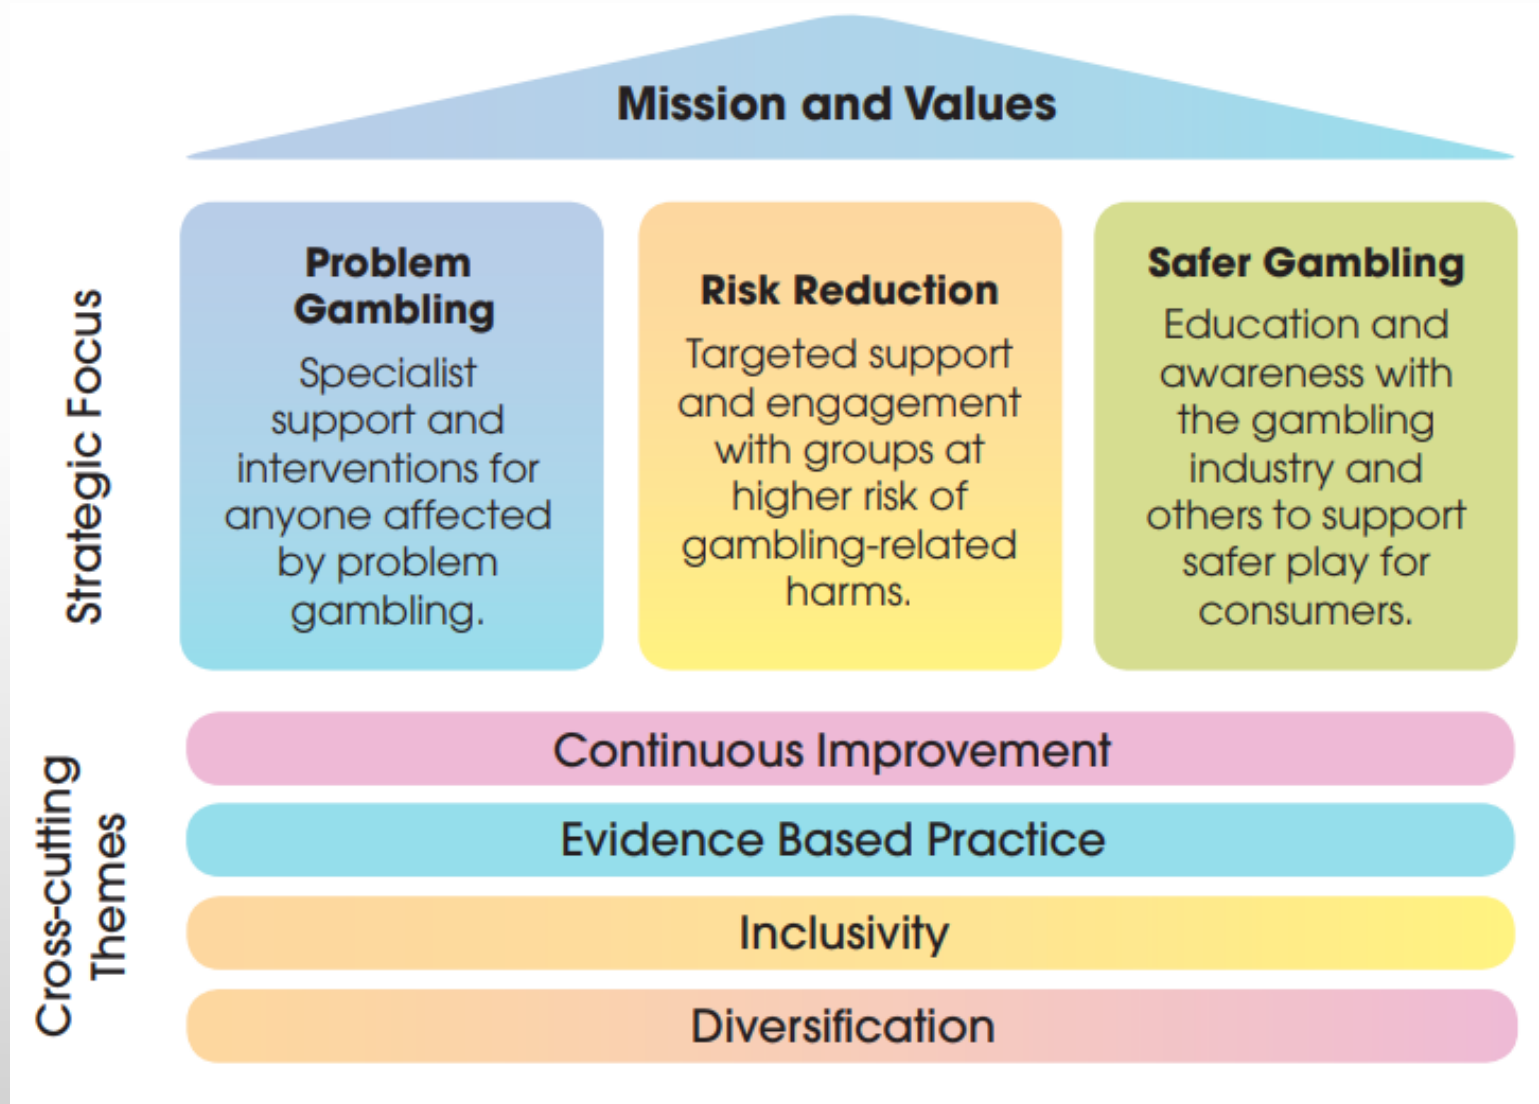 Mission and Values
Strategic Focus
Problem
Gambling
Specialist
support and
interventions for
anyone affected
by problem
gambling.
Risk Reduction
Targeted support
and engagement
with groups at
higher risk of
gambling-related
harms.
Safer Gambling
Education and
awareness with
the gambling
industry and
others to support
safer play for
consumers.
Cross-cutting
Themes
Continuous Improvement
Evidence Based Practice
Inclusivity
Diversification